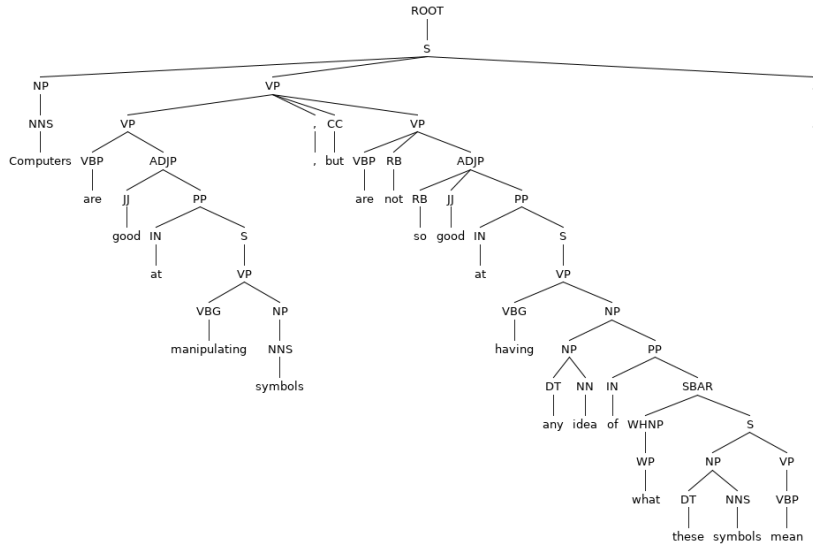 ROOT
S
NP VP
NNS VP , CC VP
Computers VBP ADJP , but VBP RB ADJP
are JJ PP are not RB JJ PP
good IN S so good IN S
at VP at VP
VBG NP VBG NP
manipulating NNS having NP PP
symbols DT NN IN SBAR
any idea of WHNP S
WP NP VP
what DT NNS VBP
these symbols mean